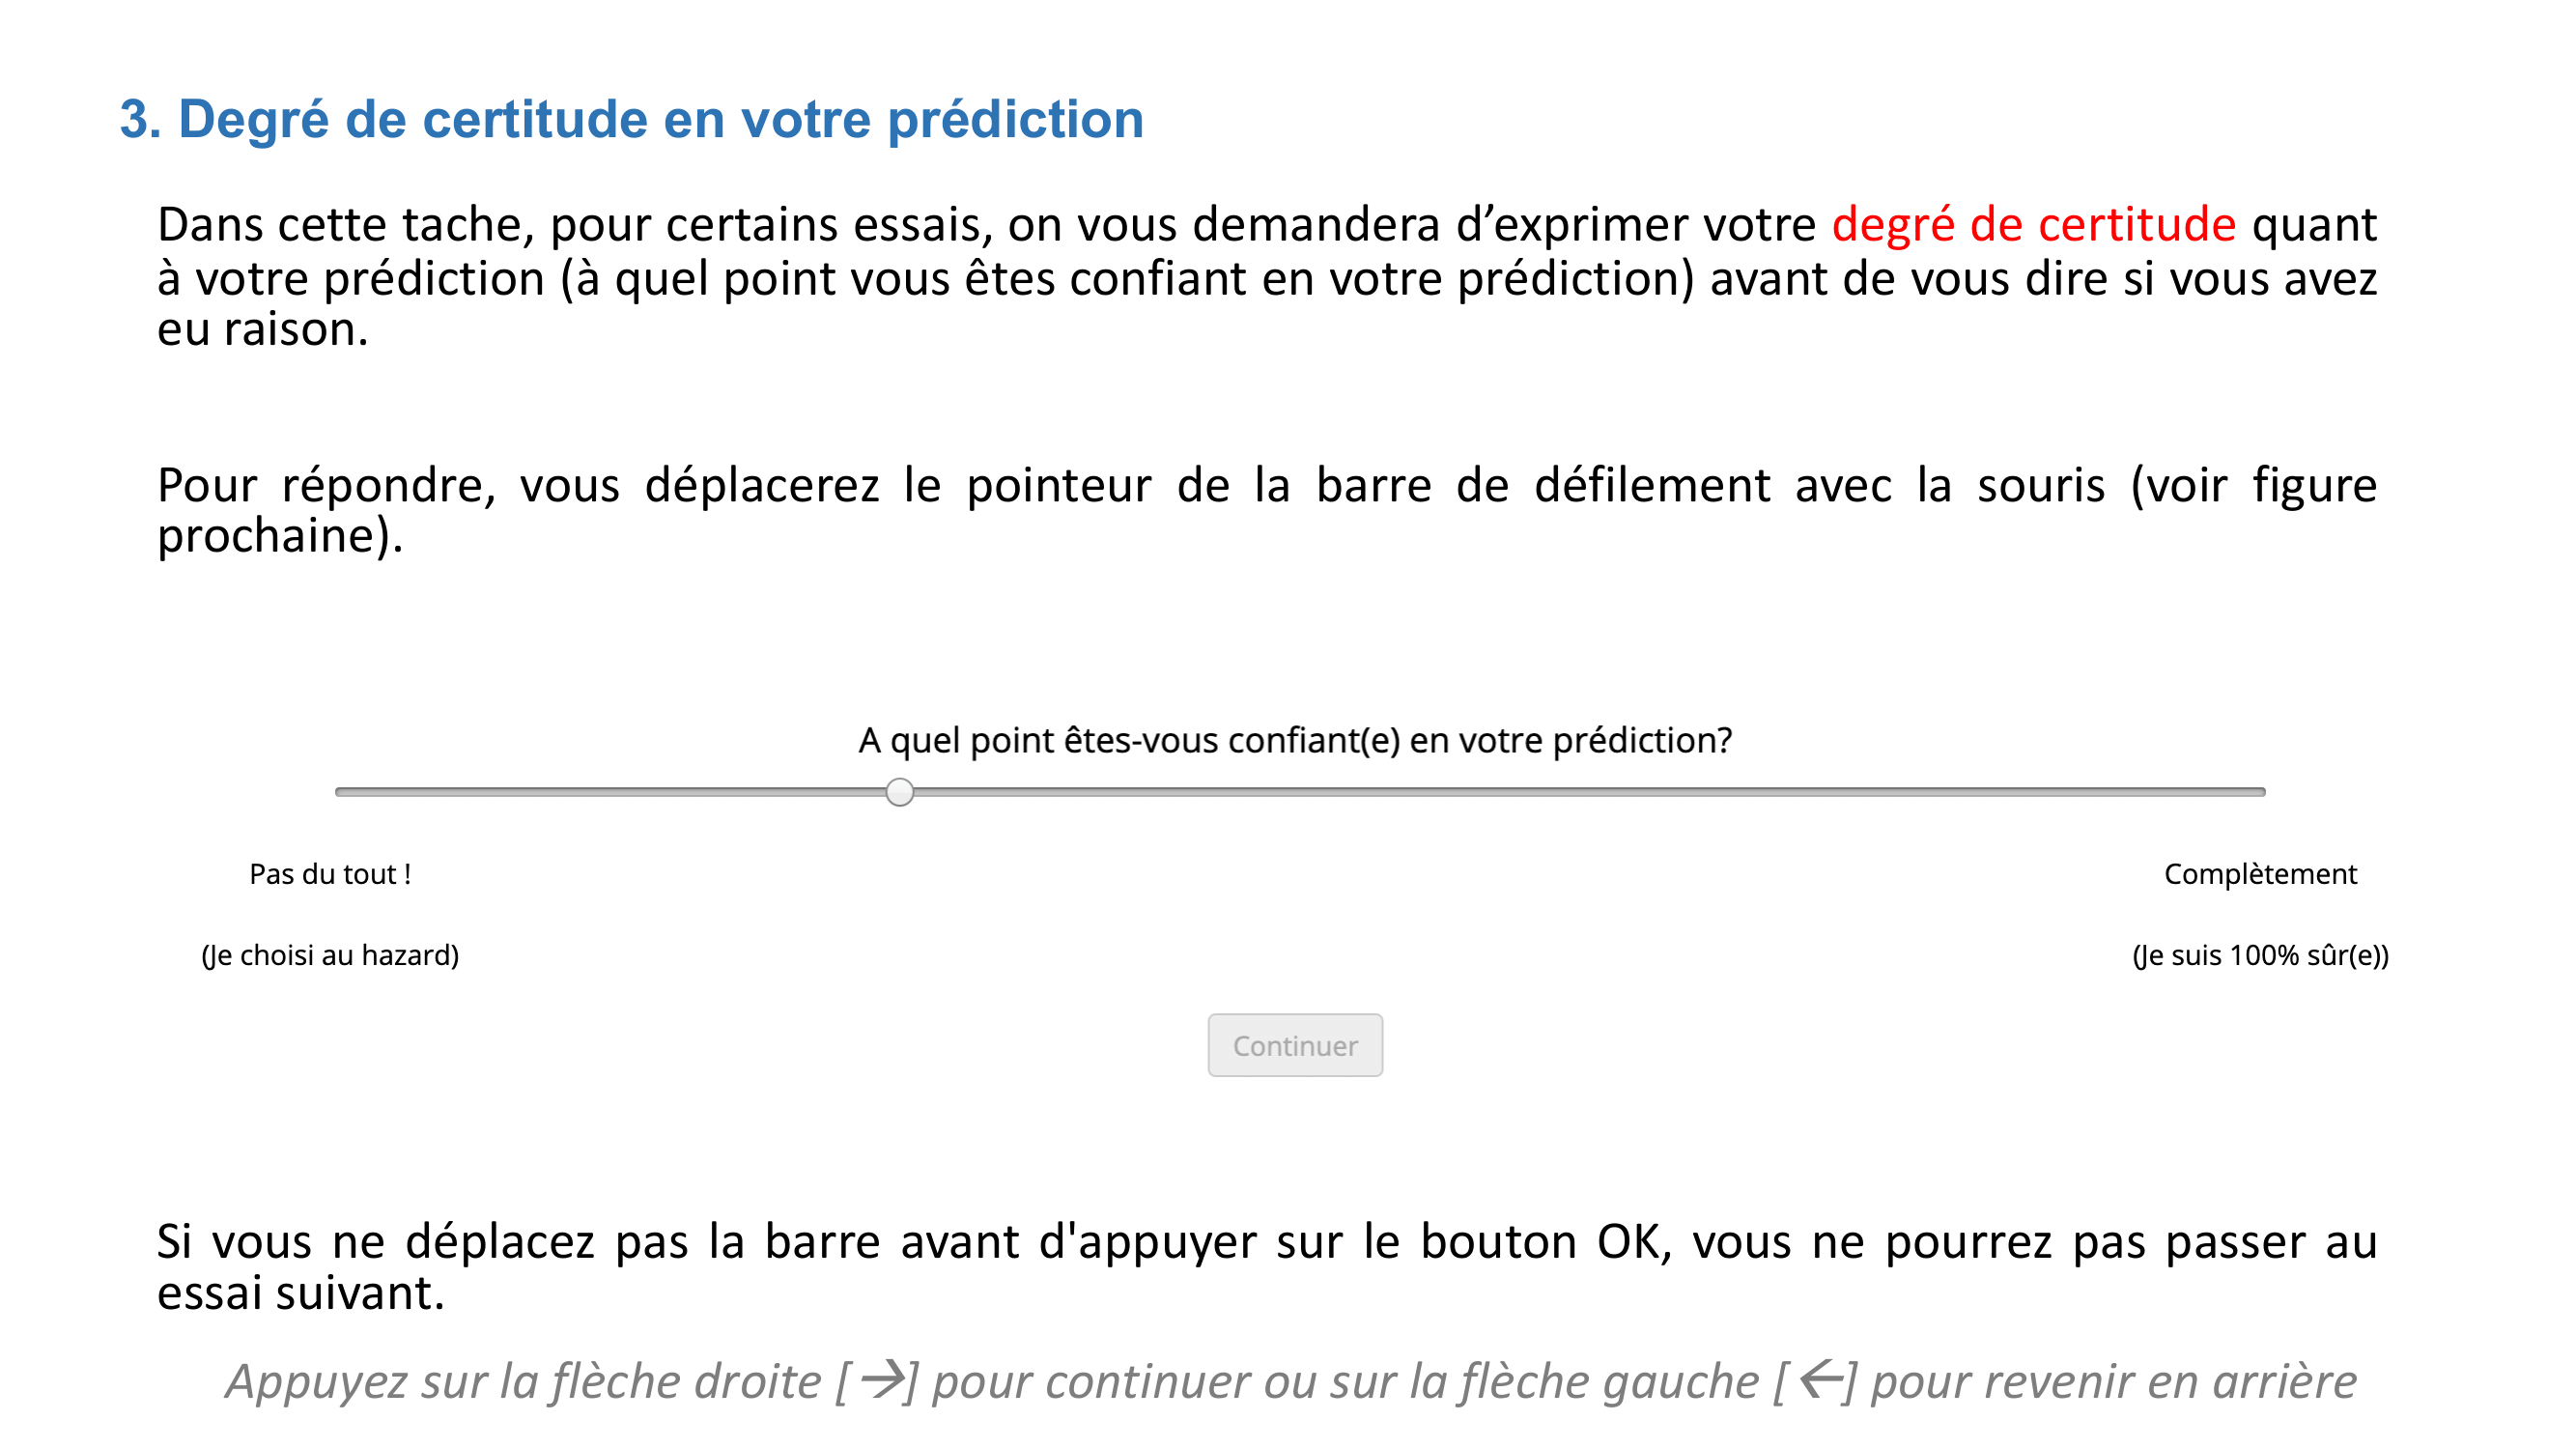 3. Degré de certitude en votre prédiction
Dans cette tache, pour certains essais, on vous demandera d’exprimer votre degré de certitude quant
à votre prédiction (à quel point vous êtes confiant en votre prédiction) avant de vous dire si vous avez
eu raison.
Pour répondre, vous déplacerez le pointeur de la barre de défilement avec la souris (voir figure
prochaine).
A quel point êtes-vous confiant(e) en votre prédiction?
Pas du tout !
Complètement
(Je choisi au hazard)
(Je suis 100% sûr(e))
Continuer
Si vous ne déplacez pas la barre avant d'appuyer sur le bouton OK, vous ne pourrez pas passer au
essai suivant.
Appuyez sur la flèche droite [→] pour continuer ou sur la flèche gauche [←] pour revenir en arrière